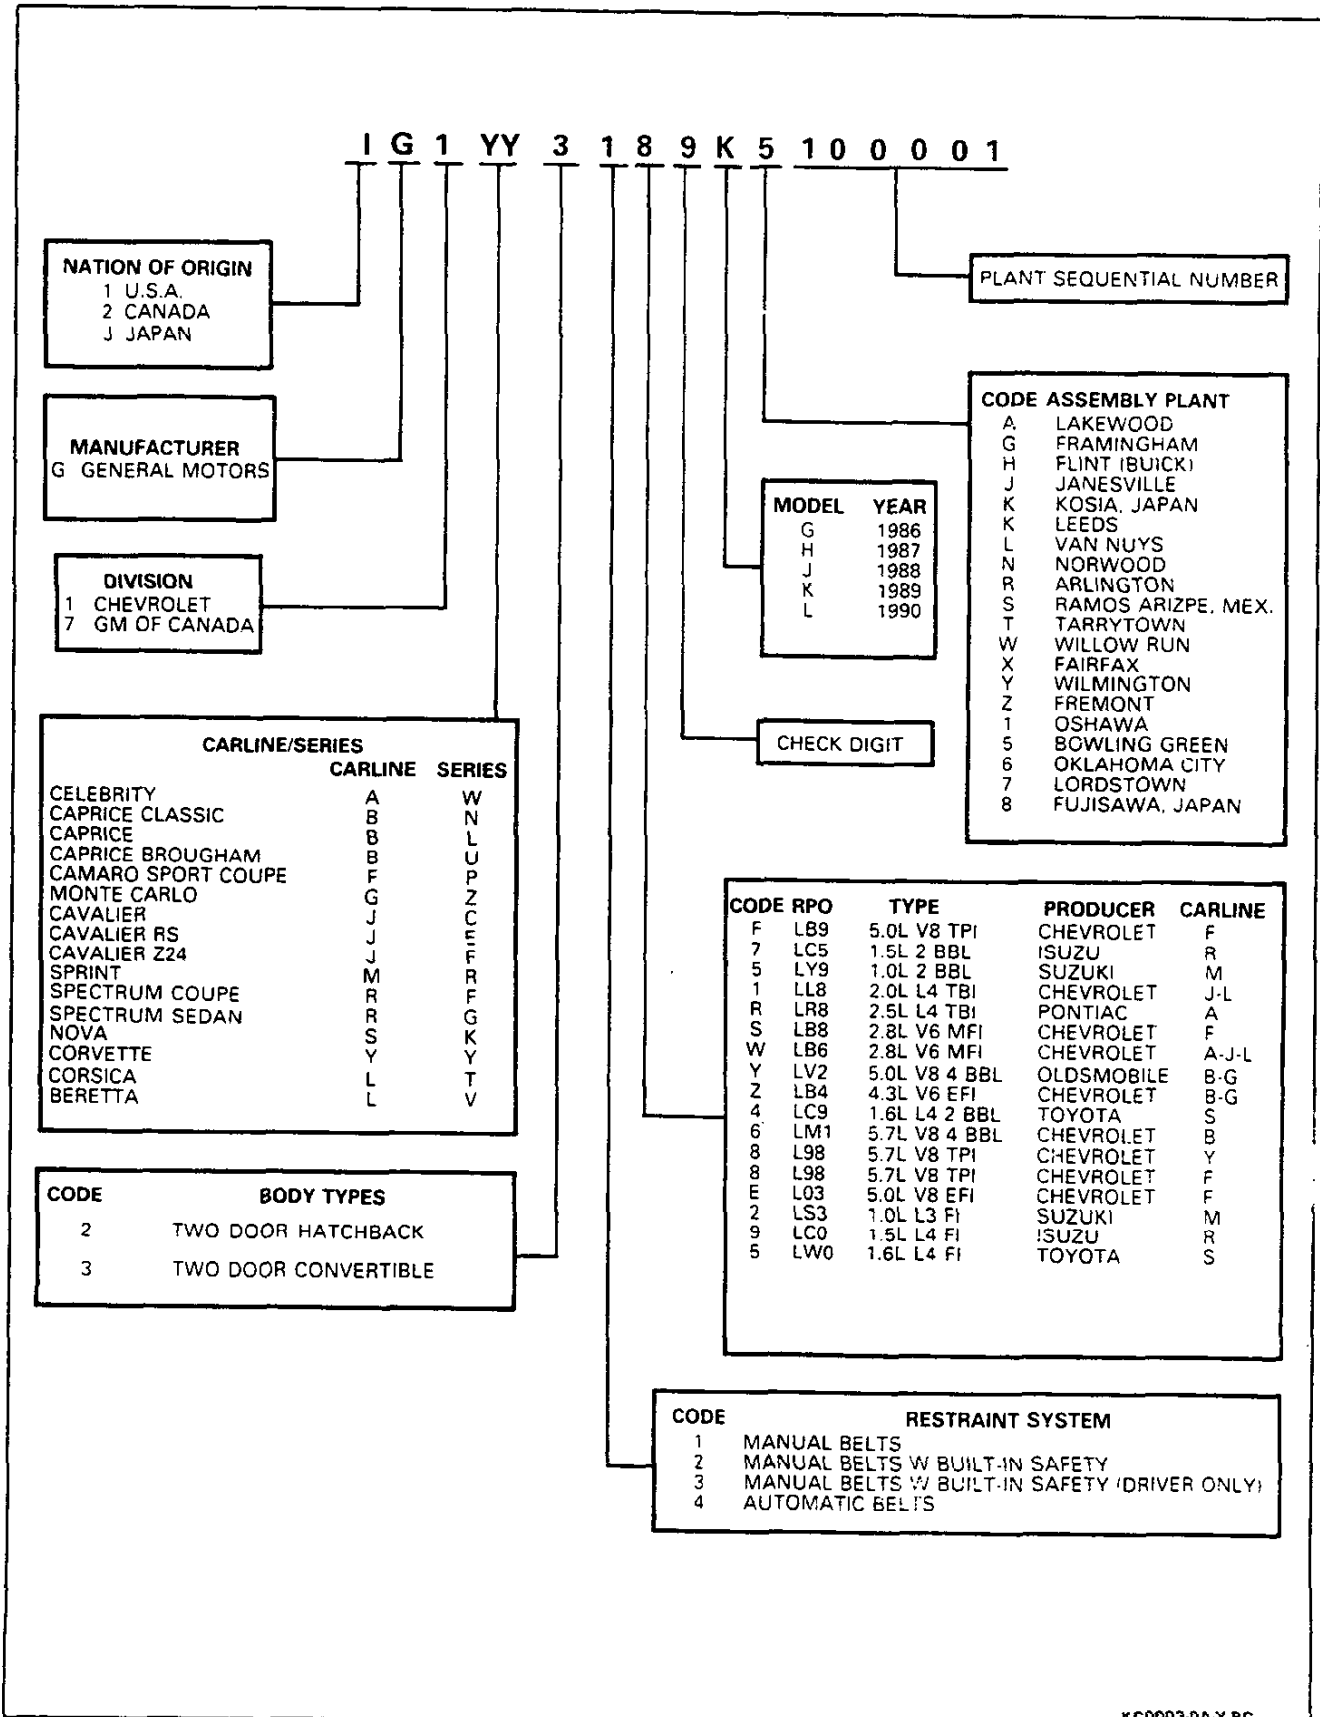 I G 1 YY 3 1 8 9 K 5 1 0 0 0 0 1
NATION OF ORIGIN
1 U.S.A.
2 CANADA
J JAPAN
PLANT SEQUENTIAL NUMBER
MANUFACTURER
G GENERAL MOTORS
DIVISION
1 CHEVROLET
7 GM OF CANADA
MODEL YEAR
G 1986
H 1987
J 1988
K 1989
L 1990
CODE ASSEMBLY PLANT
A LAKEWOOD
G FRAMINGHAM
H FLINT (BUICK)
J JANESVILLE
K KOSIA, JAPAN
K LEEDS
L VAN NUYS
N NORWOOD
R ARLINGTON
S RAMOS ARIZPE, MEX.
T TARRYTOWN
W WILLOW RUN
X FAIRFAX
Y WILMINGTON
Z FREMONT
1 OSHAWA
5 BOWLING GREEN
6 OKLAHOMA CITY
7 LORDSTOWN
8 FUJISAWA, JAPAN
CHECK DIGIT
CARLINE/SERIES
CARLINE SERIES
CELEBRITY A W
CAPRICE CLASSIC B N
CAPRICE B L
CAPRICE BROUGHAM B U
CAMARO SPORT COUPE F P
MONTE CARLO G Z
CAVALIER J C
CAVALIER RS J E
CAVALIER Z24 J F
SPRINT M R
SPECTRUM COUPE R F
SPECTRUM SEDAN R G
NOVA S K
CORVETTE Y Y
CORSICA L T
BERETTA L V
CODE RPO TYPE PRODUCER CARLINE
F LB9 5.0L V8 TPI CHEVROLET F
7 LC5 1.5L 2 BBL ISUZU R
5 LY9 1.0L 2 BBL SUZUKI M
1 LL8 2.0L L4 TBI CHEVROLET J-L
R LR8 2.5L L4 TBI PONTIAC A
S LB8 2.8L V6 MFI CHEVROLET F
W LB6 2.8L V6 MFI CHEVROLET A-J-L
Y LV2 5.0L V8 4 BBL OLDSMOBILE B-G
Z LB4 4.3L V6 EFI CHEVROLET B-G
4 LC9 1.6L L4 2 BBL TOYOTA S
6 LM1 5.7L V8 4 BBL CHEVROLET B
8 L98 5.7L V8 TPI CHEVROLET Y
8 L98 5.7L V8 TPI CHEVROLET F
E L03 5.0L V8 EFI CHEVROLET F
2 LS3 1.0L L3 FI SUZUKI M
9 LC0 1.5L L4 FI ISUZU R
5 LW0 1.6L L4 FI TOYOTA S
CODE BODY TYPES
2 TWO DOOR HATCHBACK
3 TWO DOOR CONVERTIBLE
CODE RESTRAINT SYSTEM
1 MANUAL BELTS
2 MANUAL BELTS W BUILT-IN SAFETY
3 MANUAL BELTS W BUILT-IN SAFETY (DRIVER ONLY)
4 AUTOMATIC BELTS